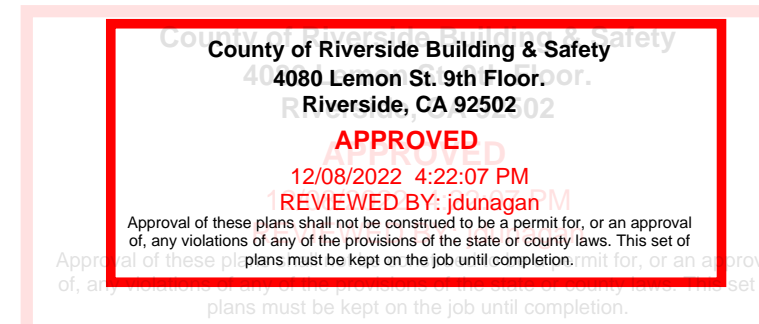 County of Riverside Building & Safety
4080 Lemon St. 9th Floor.
Riverside, CA 92502
APPROVED
12/08/2022  4:22:07 PM
REVIEWED BY: jdunagan
Approval of these plans shall not be construed to be a permit for, or an approval
of, any violations of any of the provisions of the state or county laws. This set of
plans must be kept on the job until completion.